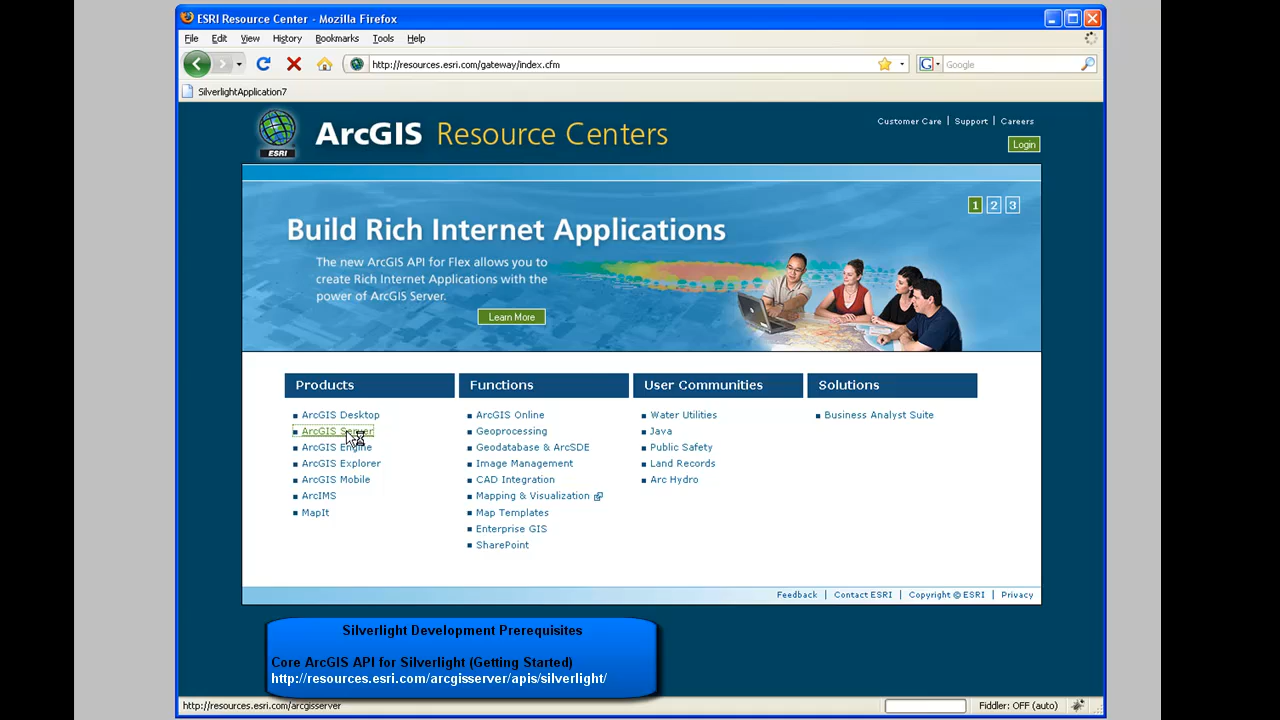 ESRI Resource Center - Mozilla Firefox
File Edit View History Bookmarks Tools Help
http://resources.esri.com/gateway/index.cfm
G Google
SilverlightApplication7
ESRI
ArcGIS Resource Centers
Customer Care | Support | Careers
Login
1 2 3
Build Rich Internet Applications
The new ArcGIS API for Flex allows you to
create Rich Internet Applications with the
power of ArcGIS Server.
Learn More
Products
ArcGIS Desktop
ArcGIS Server
ArcGIS Engine
ArcGIS Explorer
ArcGIS Mobile
ArcIMS
MapIt
Functions
ArcGIS Online
Geoprocessing
Geodatabase & ArcSDE
Image Management
CAD Integration
Mapping & Visualization
Map Templates
Enterprise GIS
SharePoint
User Communities
Water Utilities
Java
Public Safety
Land Records
Arc Hydro
Solutions
Business Analyst Suite
Feedback | Contact ESRI | Copyright © ESRI | Privacy
Silverlight Development Prerequisites
Core ArcGIS API for Silverlight (Getting Started)
http://resources.esri.com/arcgisserver/apis/silverlight/
http://resources.esri.com/arcgisserver
Fiddler: OFF (auto)